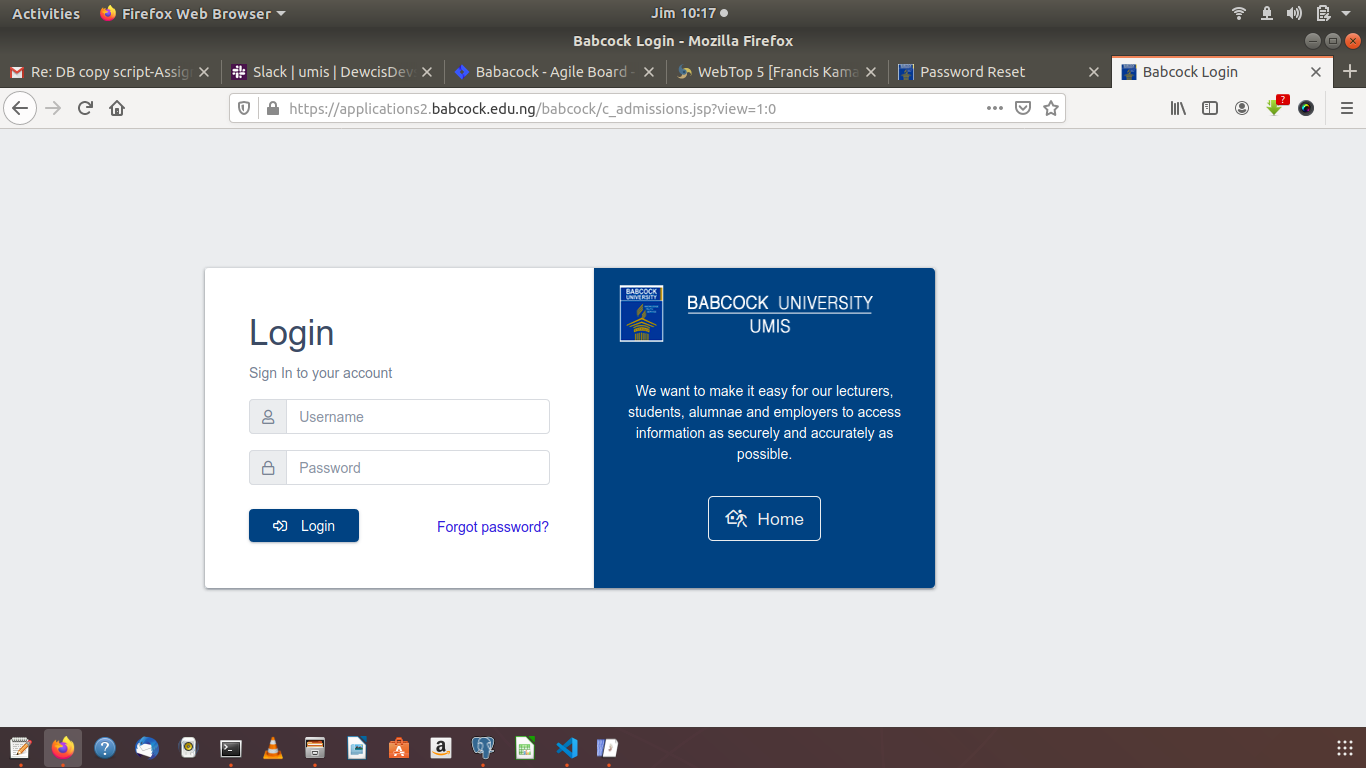 Activities
Firefox Web Browser
Jim 10:17
Babcock Login - Mozilla Firefox
Re: DB copy script-Assig
Slack | umis | DewcisDev
Babacock - Agile Board -
WebTop 5 [Francis Kama
Password Reset
Babcock Login
https://applications2.babcock.edu.ng/babcock/c_admissions.jsp?view=1:0
Login
Sign In to your account
Username
Password
Login
Forgot password?
BABCOCK UNIVERSITY
BABCOCK UNIVERSITY
UMIS
We want to make it easy for our lecturers,
students, alumnae and employers to access
information as securely and accurately as
possible.
Home